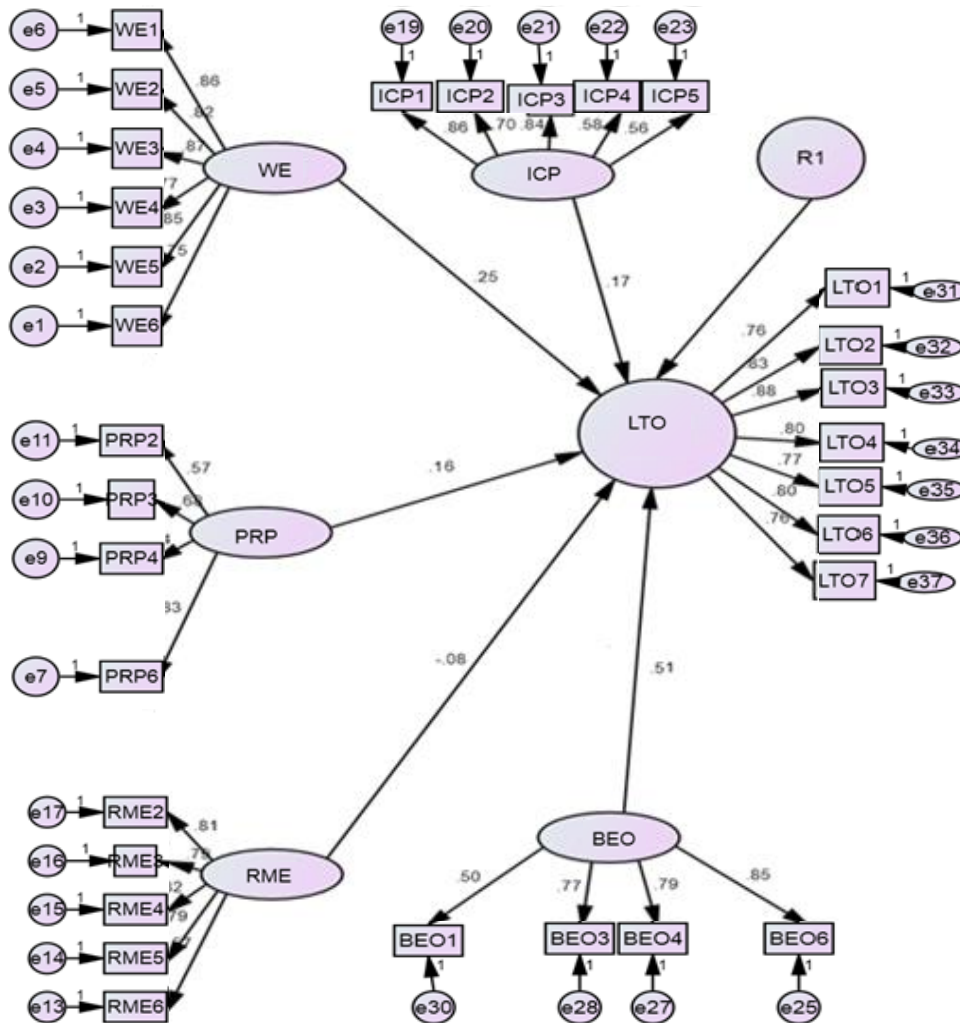 e6 1 WE1
e5 1 WE2
e4 1 WE3
e3 1 WE4
e2 1 WE5
e1 1 WE6
.86
.82
.87
WE
e19 e20 e21 e22 e23
1 1 1 1 1
ICP1 ICP2 ICP3 ICP4 ICP5
.86 .70 .84 .58 .56
ICP
R1
.25
.17
LTO
LTO1 1 e31
LTO2 1 e32
LTO3 1 e33
LTO4 1 e34
LTO5 1 e35
LTO6 1 e36
LTO7 1 e37
.76
.83
.88
.80
.77
.80
.76
e11 1 PRP2
e10 1 PRP3
e9 1 PRP4
e7 1 PRP6
.57
PRP
.16
-.08
.51
e17 1 RME2
e16 1 RME3
e15 1 RME4
e14 1 RME5
e13 1 RME6
.81
RME
BEO
.50 .77 .79 .85
BEO1 BEO3 BEO4 BEO6
1 1 1 1
e30 e28 e27 e25